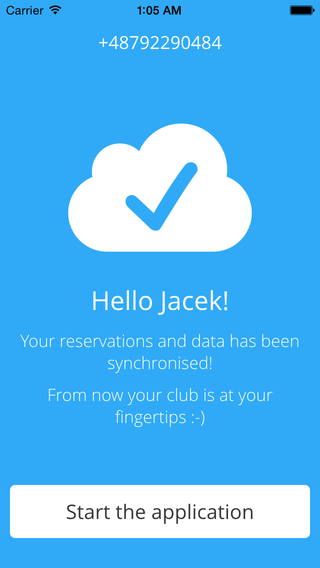 Carrier 1:05 AM
+48792290484
Hello Jacek!
Your reservations and data has been
synchronised!
From now your club is at your
fingertips :-)
Start the application